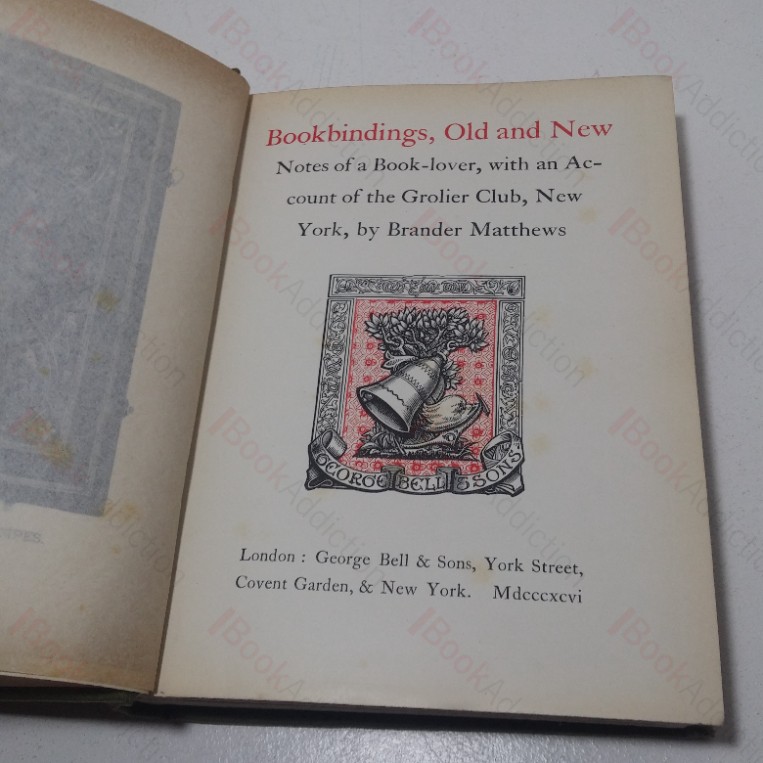 Bookbindings, Old and New
Notes of a Book-lover, with an Ac-
count of the Grolier Club, New
York, by Brander Matthews
GEORGE BELL & SONS
London : George Bell & Sons, York Street,
Covent Garden, & New York. Mdcccxcvi
BookAddiction